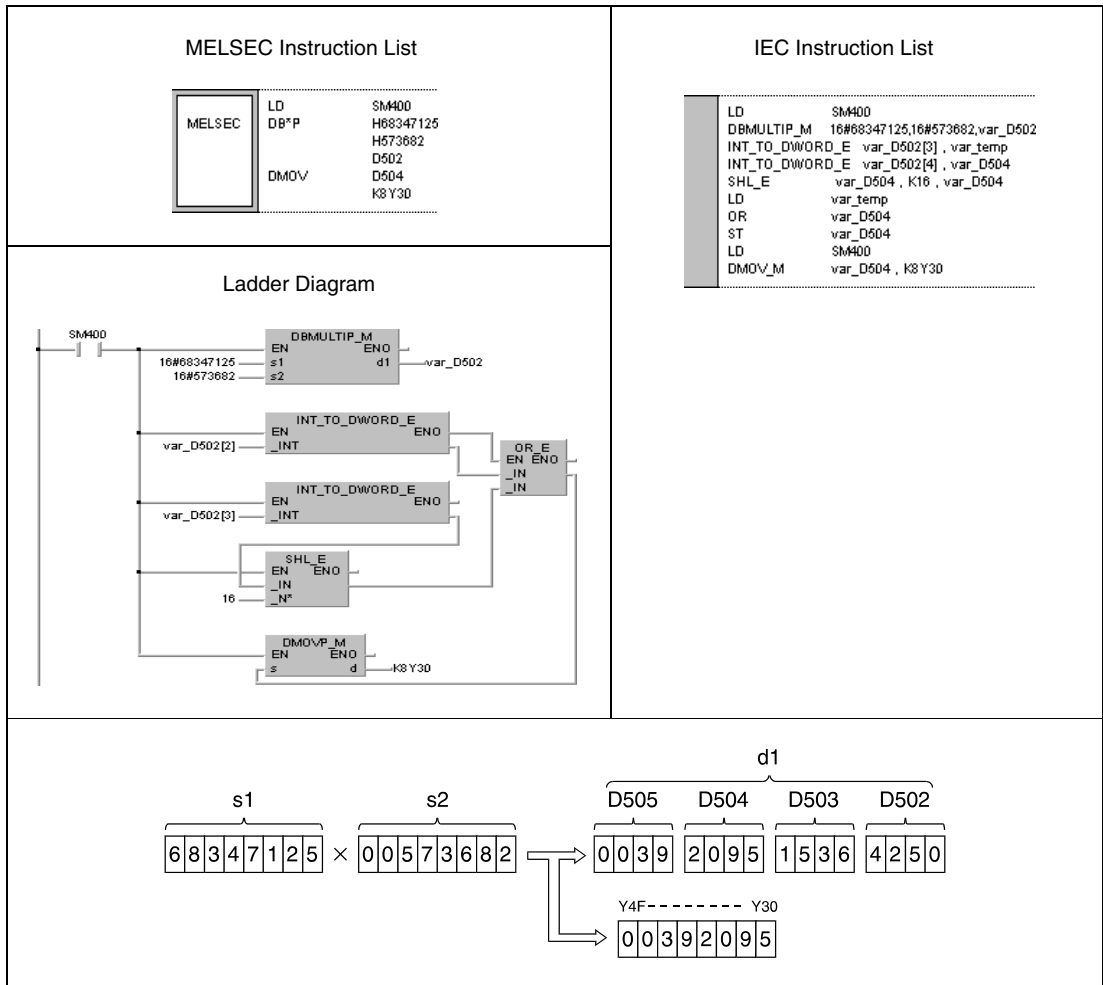 MELSEC Instruction List
MELSEC
LD SM400
DB*P H68347125
H573682
D502
DMOV D504
K8Y30
IEC Instruction List
LD SM400
DBMULTIP_M 16#68347125,16#573682,var_D502
INT_TO_DWORD_E var_D502[3] , var_temp
INT_TO_DWORD_E var_D502[4] , var_D504
SHL_E var_D504 , K16 , var_D504
LD var_temp
OR var_D504
ST var_D504
LD SM400
DMOV_M var_D504 , K8Y30
Ladder Diagram
SM400
DBMULTIP_M
EN ENO
16#68347125 s1 d1 var_D502
16#573682 s2
INT_TO_DWORD_E
EN ENO
var_D502[2] _INT
OR_E
EN ENO
_IN
_IN
INT_TO_DWORD_E
EN ENO
var_D502[3] _INT
SHL_E
EN ENO
_IN
16 _N*
DMOVP_M
EN ENO
s d K8Y30
d1
s1 s2 D505 D504 D503 D502
6 8 3 4 7 1 2 5 × 0 0 5 7 3 6 8 2 0 0 3 9 2 0 9 5 1 5 3 6 4 2 5 0
Y4F -------- Y30
0 0 3 9 2 0 9 5